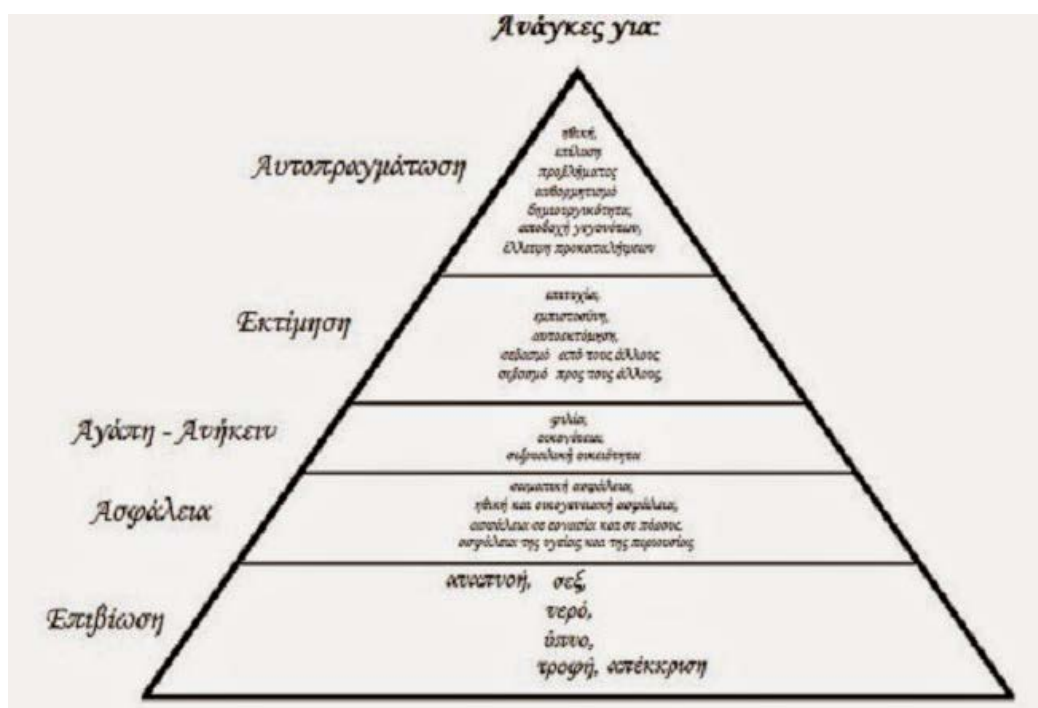 Ανάγκες για:
Αυτοπραγμάτωση
ηθική,
επίλυση
προβλήματος
αυθορμητισμό
δημιουργικότητα,
αποδοχή γεγονότων,
έλλειψη προκαταλήψεων
Εκτίμηση
επιτυχία,
εμπιστοσύνη,
αυτοεκτίμηση,
σεβασμό από τους άλλους
σεβασμό προς τους άλλους,
Αγάπη - Ανήκειν
φιλία,
οικογένεια,
σεξουαλική οικειότητα
Ασφάλεια
σωματική ασφάλεια,
ηθική και οικογενειακή ασφάλεια,
ασφάλεια σε εργασία και σε πόρους,
ασφάλεια της υγείας και της περιουσίας
Επιβίωση
αναπνοή, σεξ,
νερό,
ύπνο,
τροφή, απέκκριση